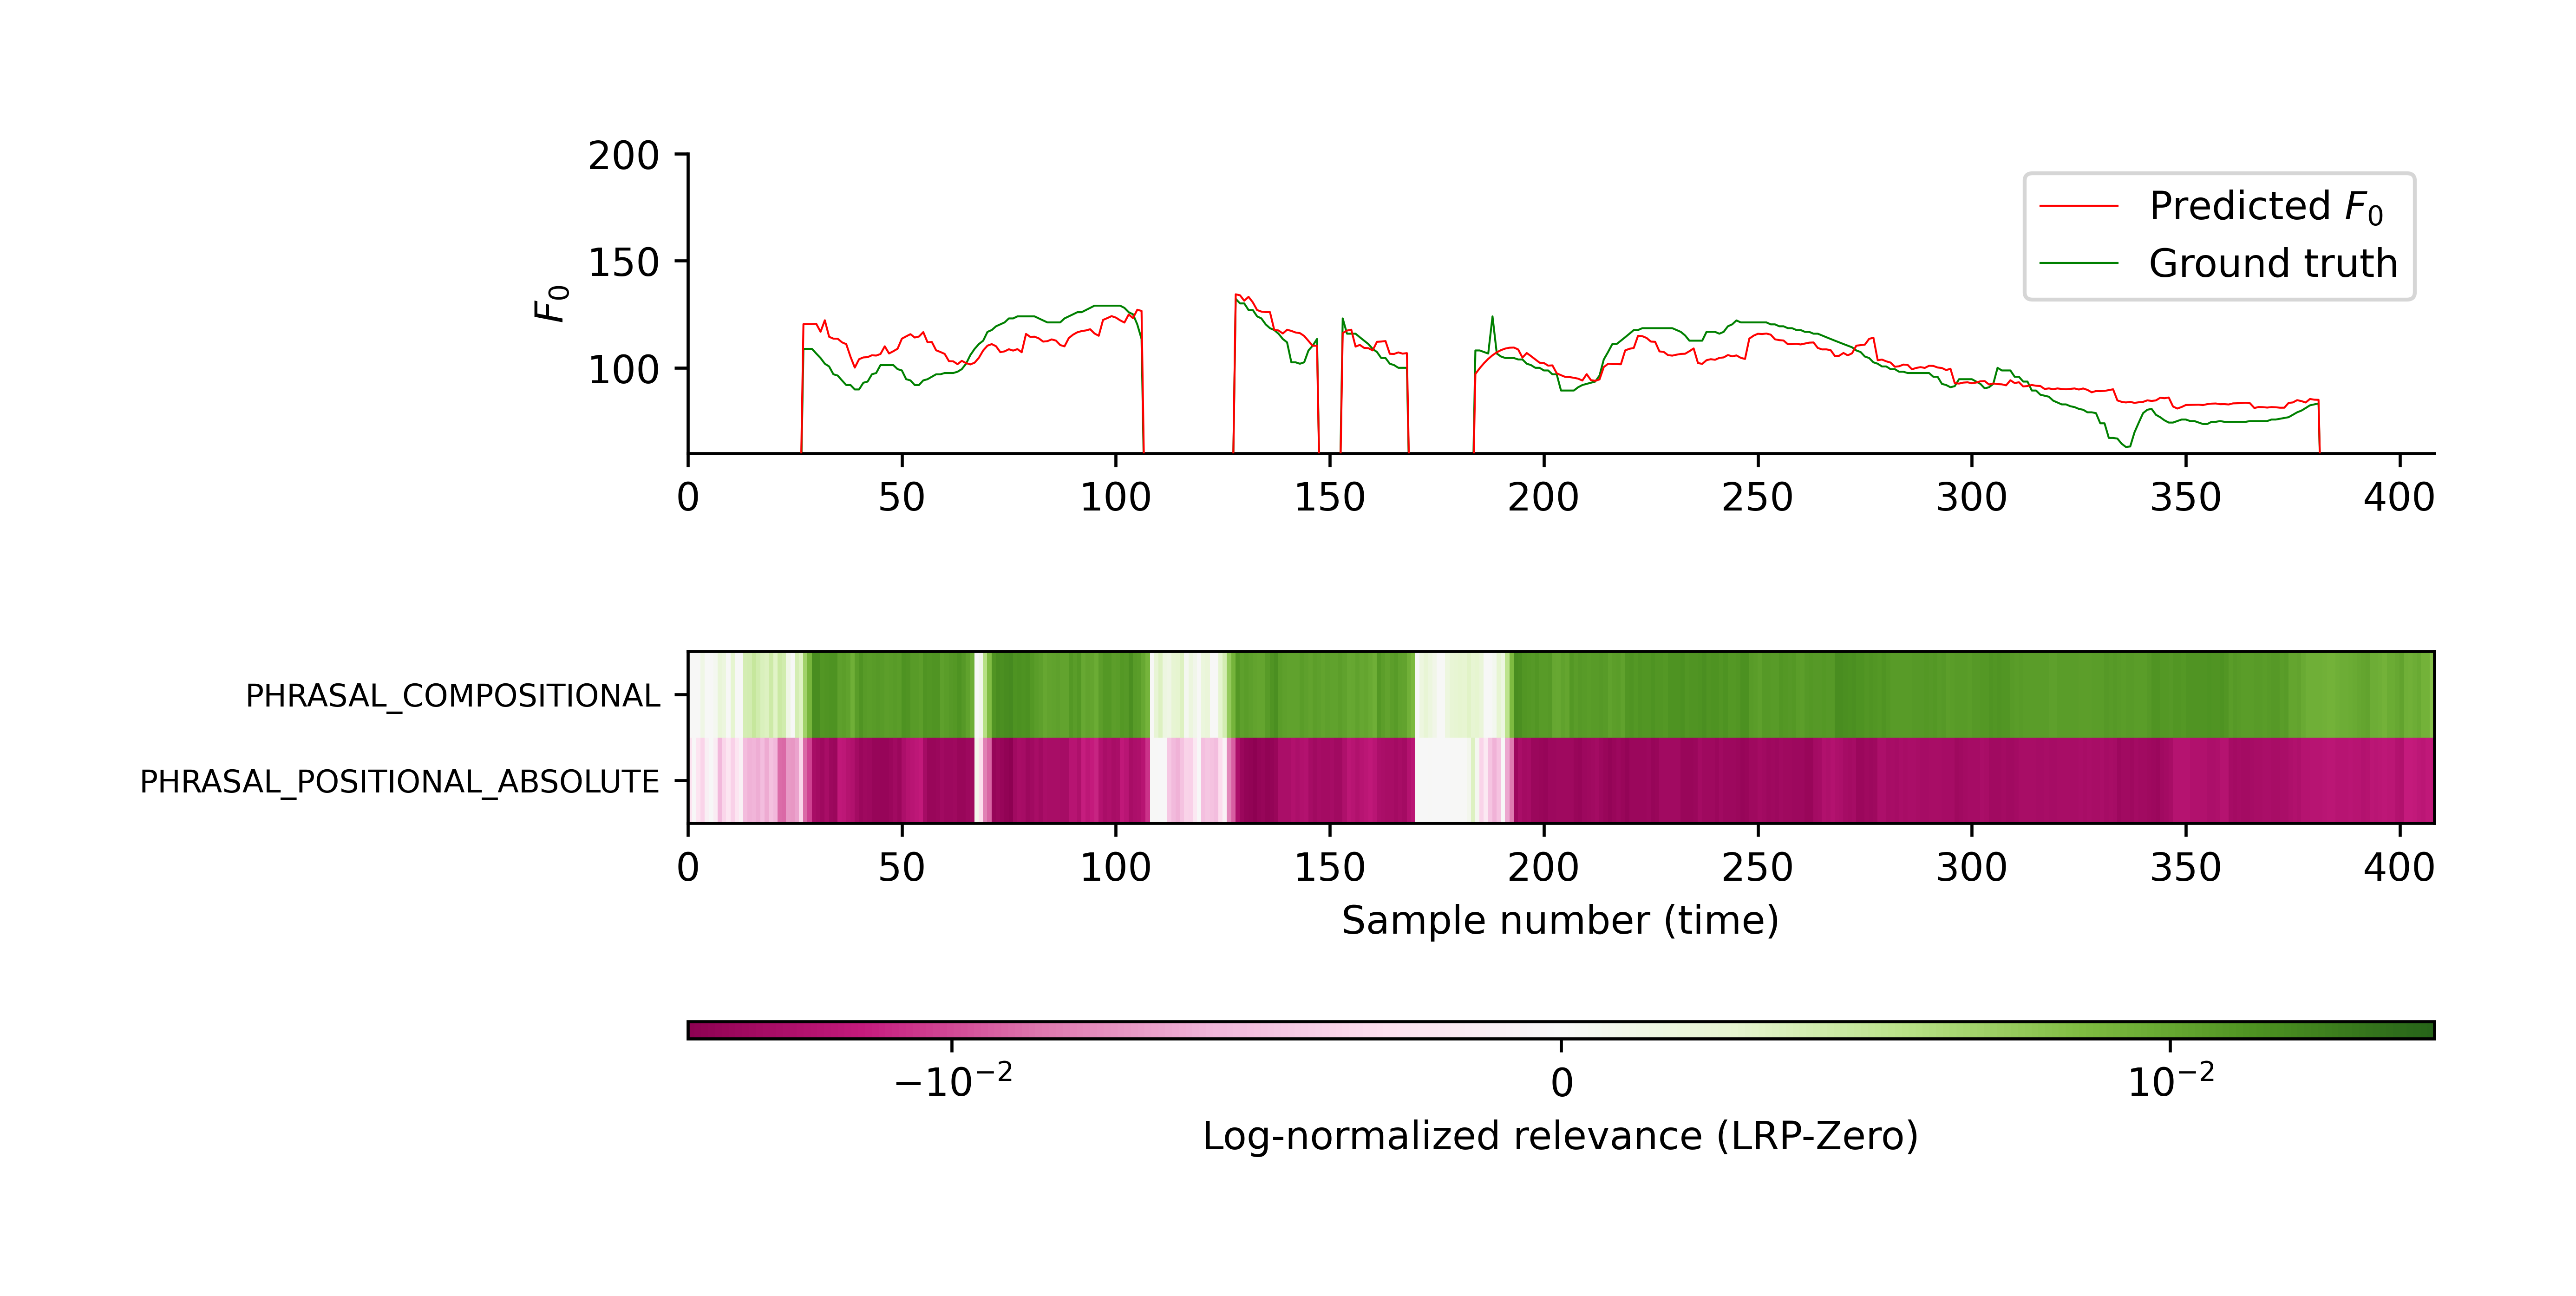 200
150
100
F0
Predicted F0
Ground truth
0 50 100 150 200 250 300 350 400
PHRASAL_COMPOSITIONAL
PHRASAL_POSITIONAL_ABSOLUTE
0 50 100 150 200 250 300 350 400
Sample number (time)
−10−2 0 10−2
Log-normalized relevance (LRP-Zero)